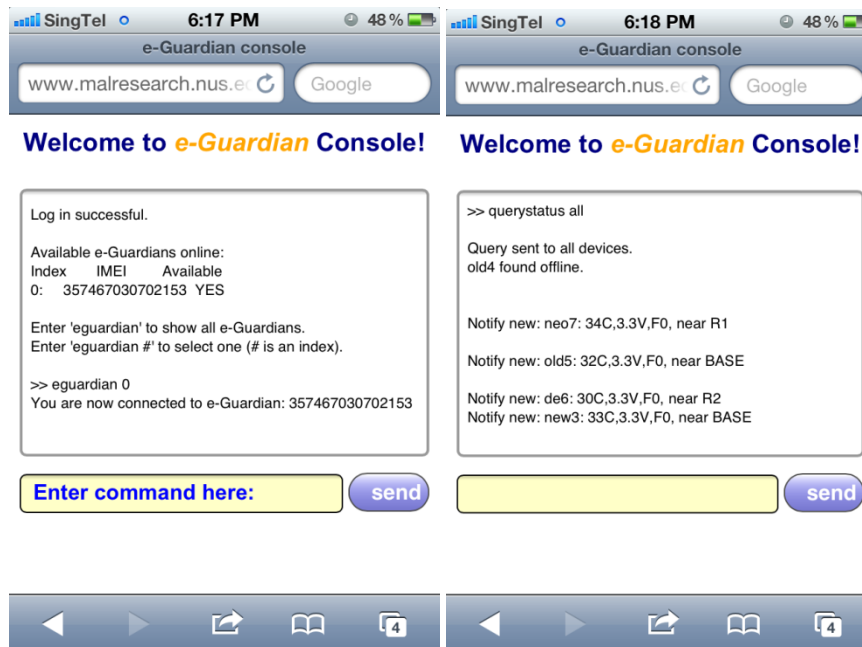 SingTel 6:17 PM 48%
e-Guardian console
www.malresearch.nus.ec Google
Welcome to e-Guardian Console!
Log in successful.
Available e-Guardians online:
Index IMEI Available
0: 357467030702153 YES
Enter 'eguardian' to show all e-Guardians.
Enter 'eguardian #' to select one (# is an index).
>> eguardian 0
You are now connected to e-Guardian: 357467030702153
Enter command here: send
4
SingTel 6:18 PM 48%
e-Guardian console
www.malresearch.nus.ec Google
Welcome to e-Guardian Console!
>> querystatus all
Query sent to all devices.
old4 found offline.
Notify new: neo7: 34C,3.3V,F0, near R1
Notify new: old5: 32C,3.3V,F0, near BASE
Notify new: de6: 30C,3.3V,F0, near R2
Notify new: new3: 33C,3.3V,F0, near BASE
send
4